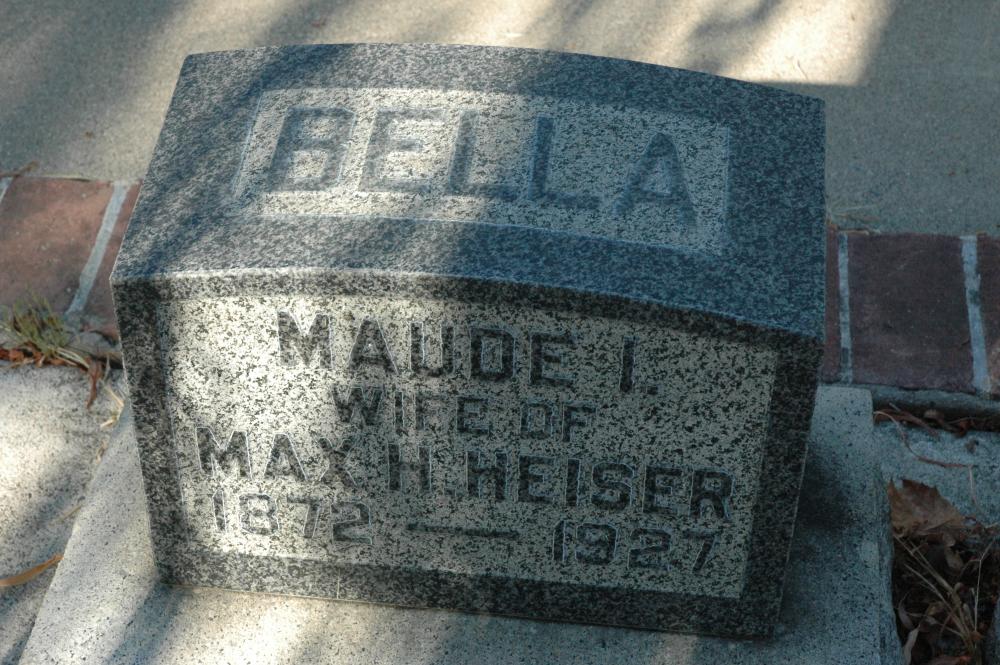 BELLA
MAUDE I.
WIFE OF
MAX H. HEISER
1872 — 1927